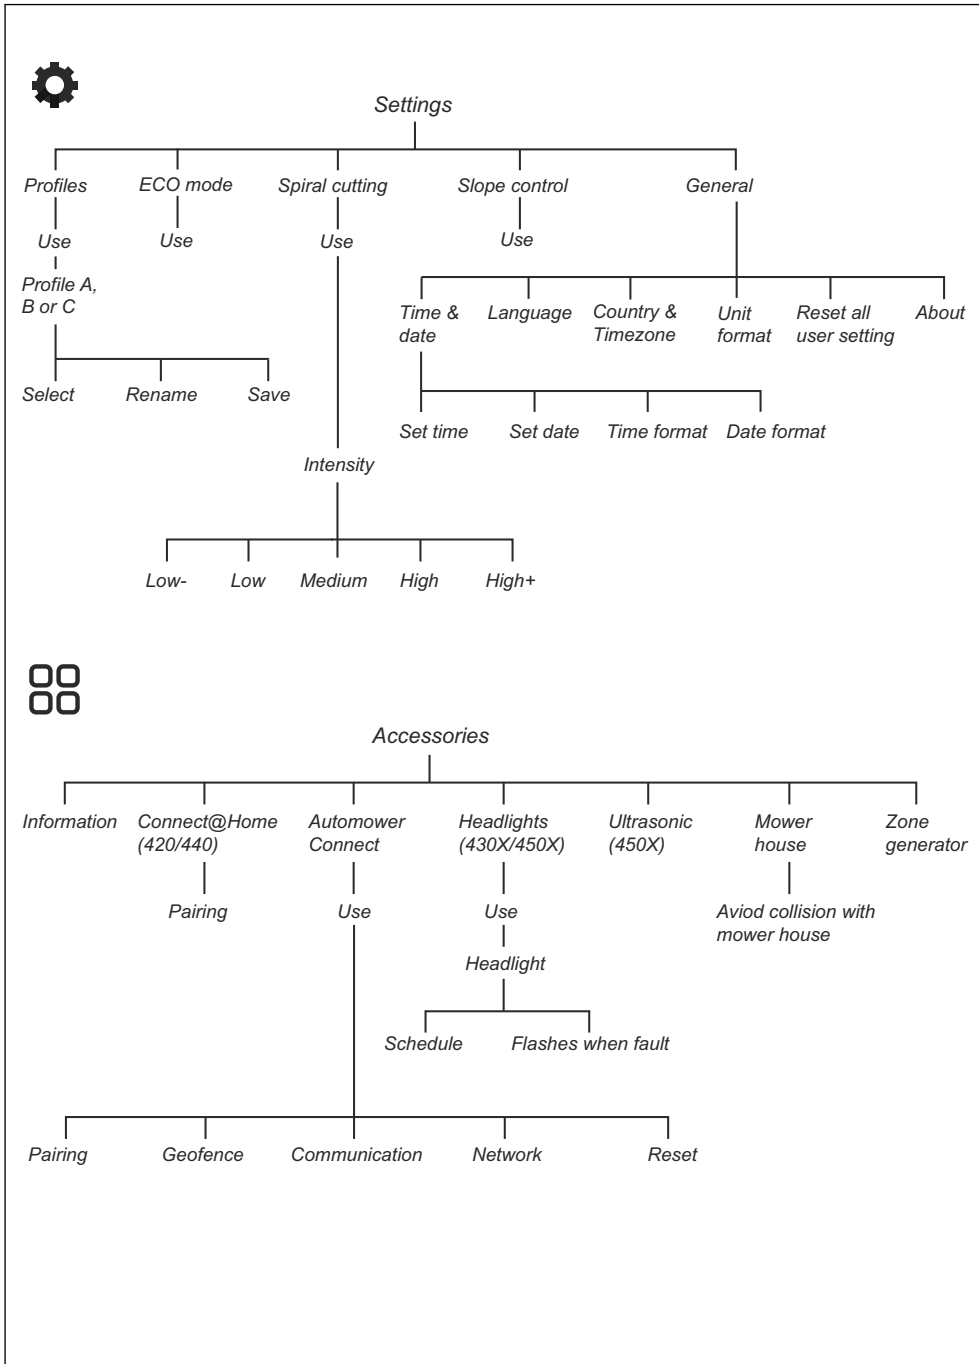 Settings
Profiles
ECO mode
Spiral cutting
Slope control
General
Use
Use
Use
Use
Profile A,
B or C
Time &
date
Language
Country &
Timezone
Unit
format
Reset all
user setting
About
Select
Rename
Save
Set time
Set date
Time format
Date format
Intensity
Low-
Low
Medium
High
High+
Accessories
Information
Connect@Home
(420/440)
Automower
Connect
Headlights
(430X/450X)
Ultrasonic
(450X)
Mower
house
Zone
generator
Pairing
Use
Use
Aviod collision with
mower house
Headlight
Schedule
Flashes when fault
Pairing
Geofence
Communication
Network
Reset